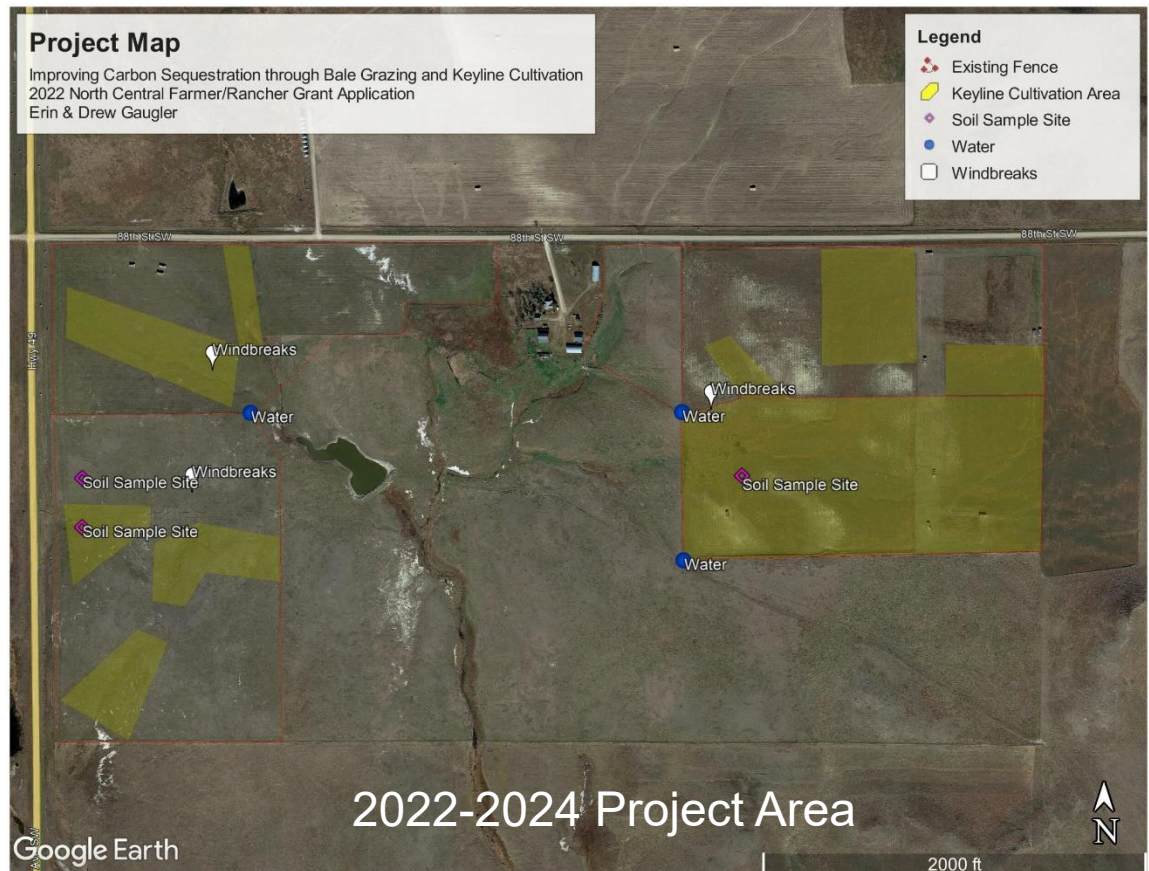 Project Map
Improving Carbon Sequestration through Bale Grazing and Keyline Cultivation
2022 North Central Farmer/Rancher Grant Application
Erin & Drew Gaugler
Legend
Existing Fence
Keyline Cultivation Area
Soil Sample Site
Water
Windbreaks
88th St SW
88th St SW
88th St SW
Hwy 49
Windbreaks
Windbreaks
Water
Water
Windbreaks
Soil Sample Site
Soil Sample Site
Soil Sample Site
Water
2022-2024 Project Area
N
Google Earth
2000 ft